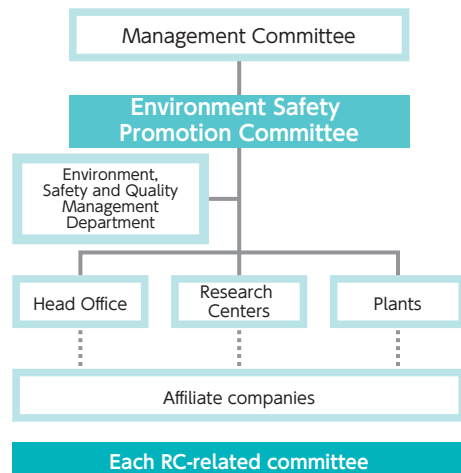 Management Committee
Environment Safety
Promotion Committee
Environment,
Safety and Quality
Management
Department
Head Office
Research
Centers
Plants
Affiliate companies
Each RC-related committee